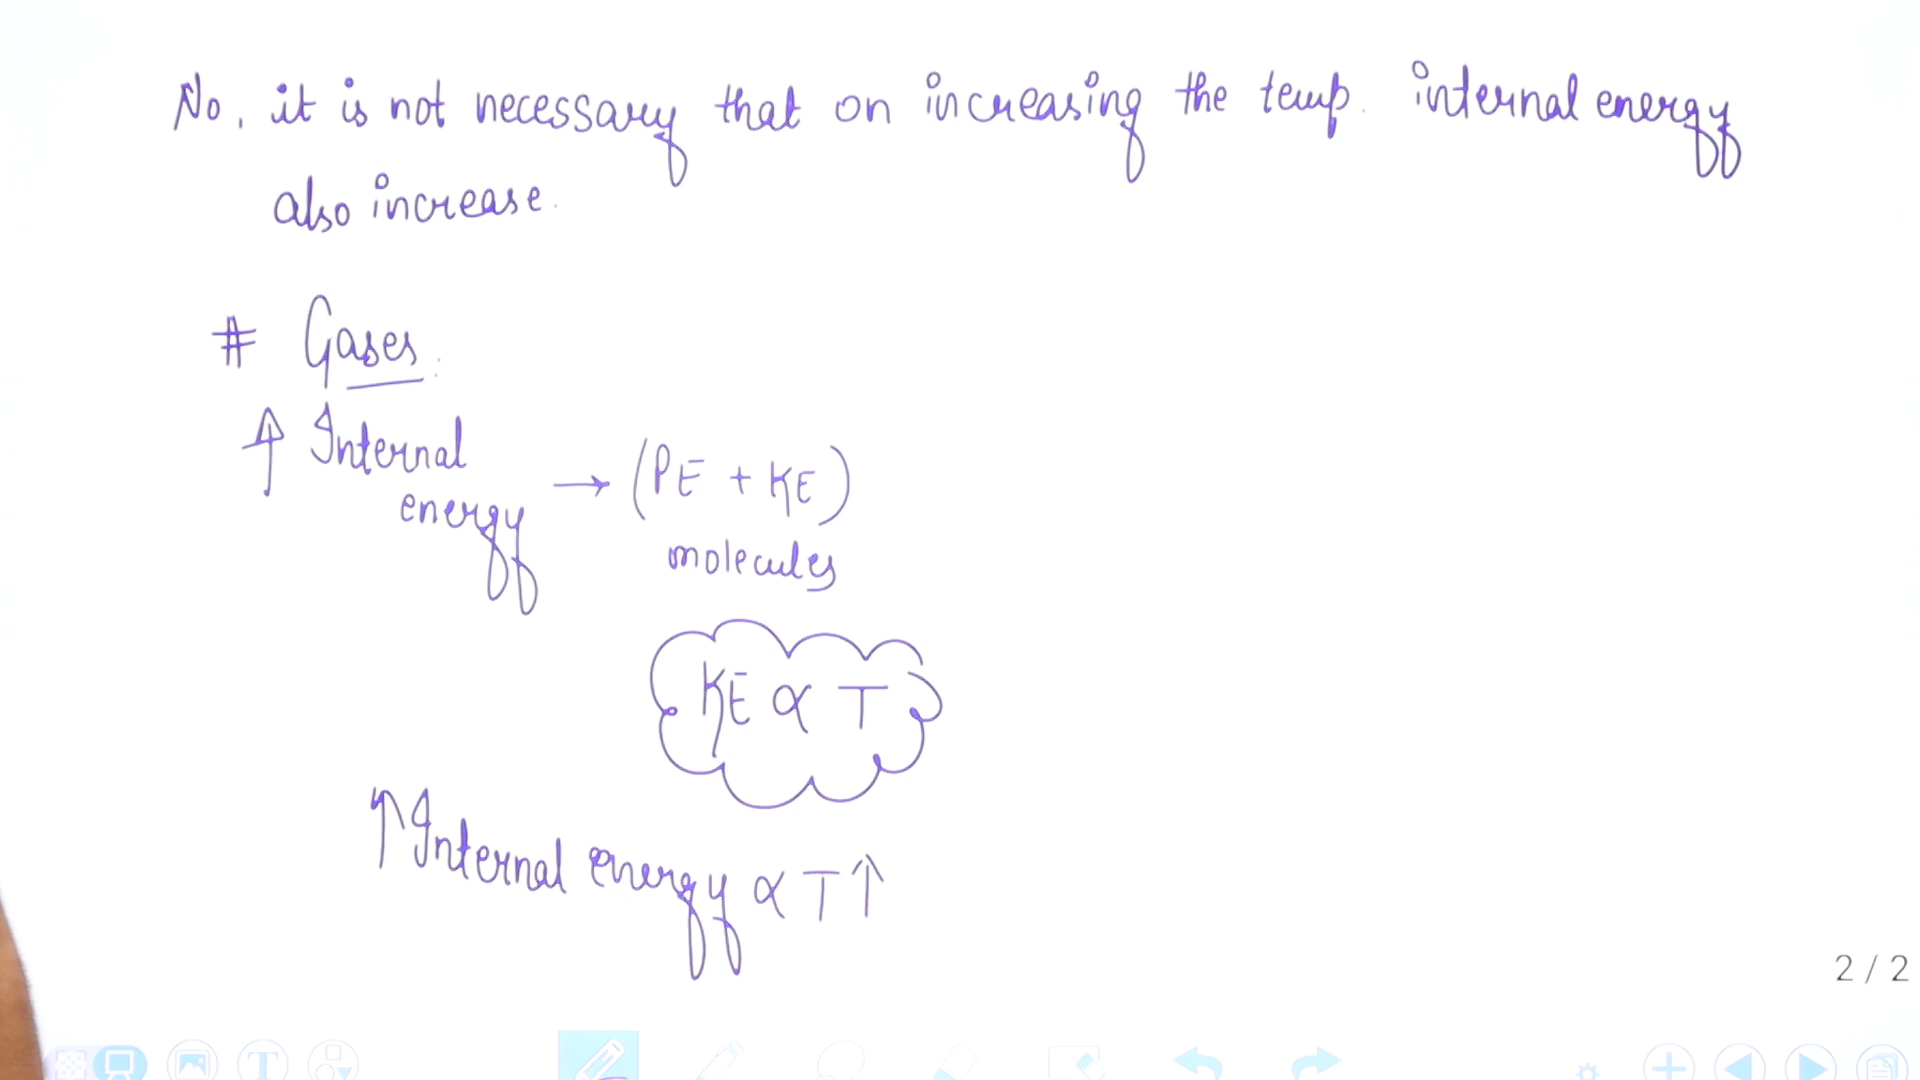 No, it is not necessary that on increasing the temp. internal energy
also increase.
# Gases.
↑ Internal
energy → (PE + KE)
molecules
KE ∝ T
↑ Internal energy ∝ T↑
2 / 2
T